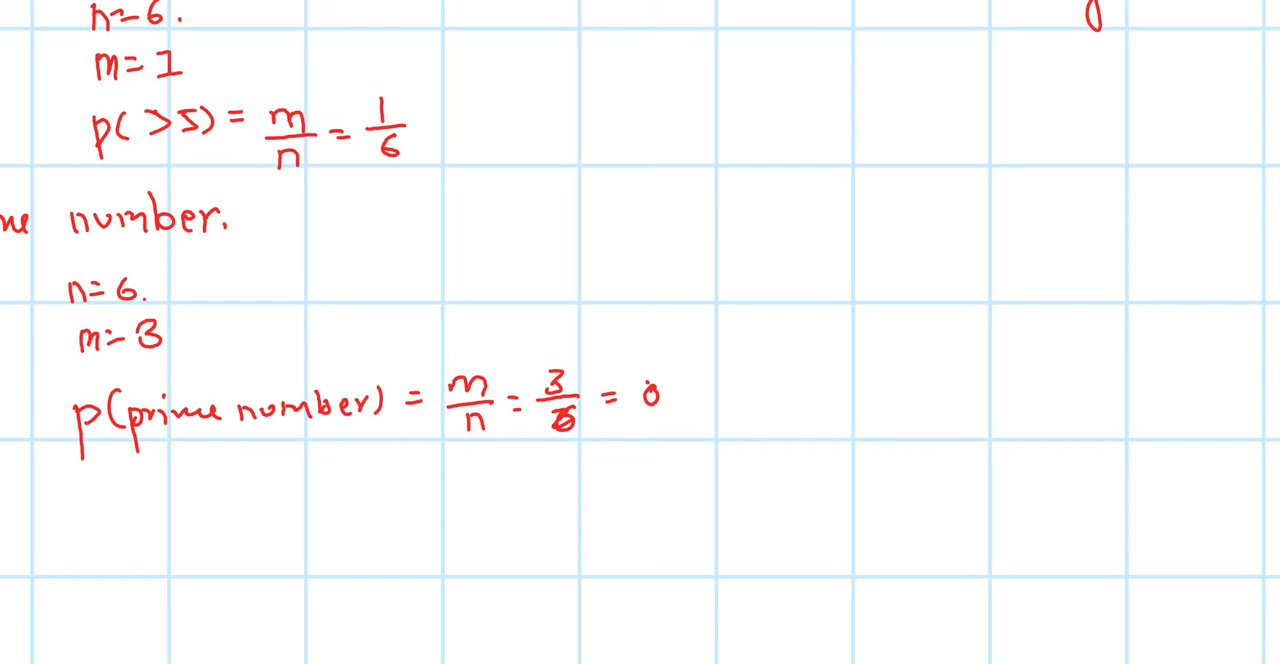 n=6.
m=1
p(>5) = m/n = 1/6
number.
n=6.
m=3
p(prime number) = m/n = 3/6 = 0